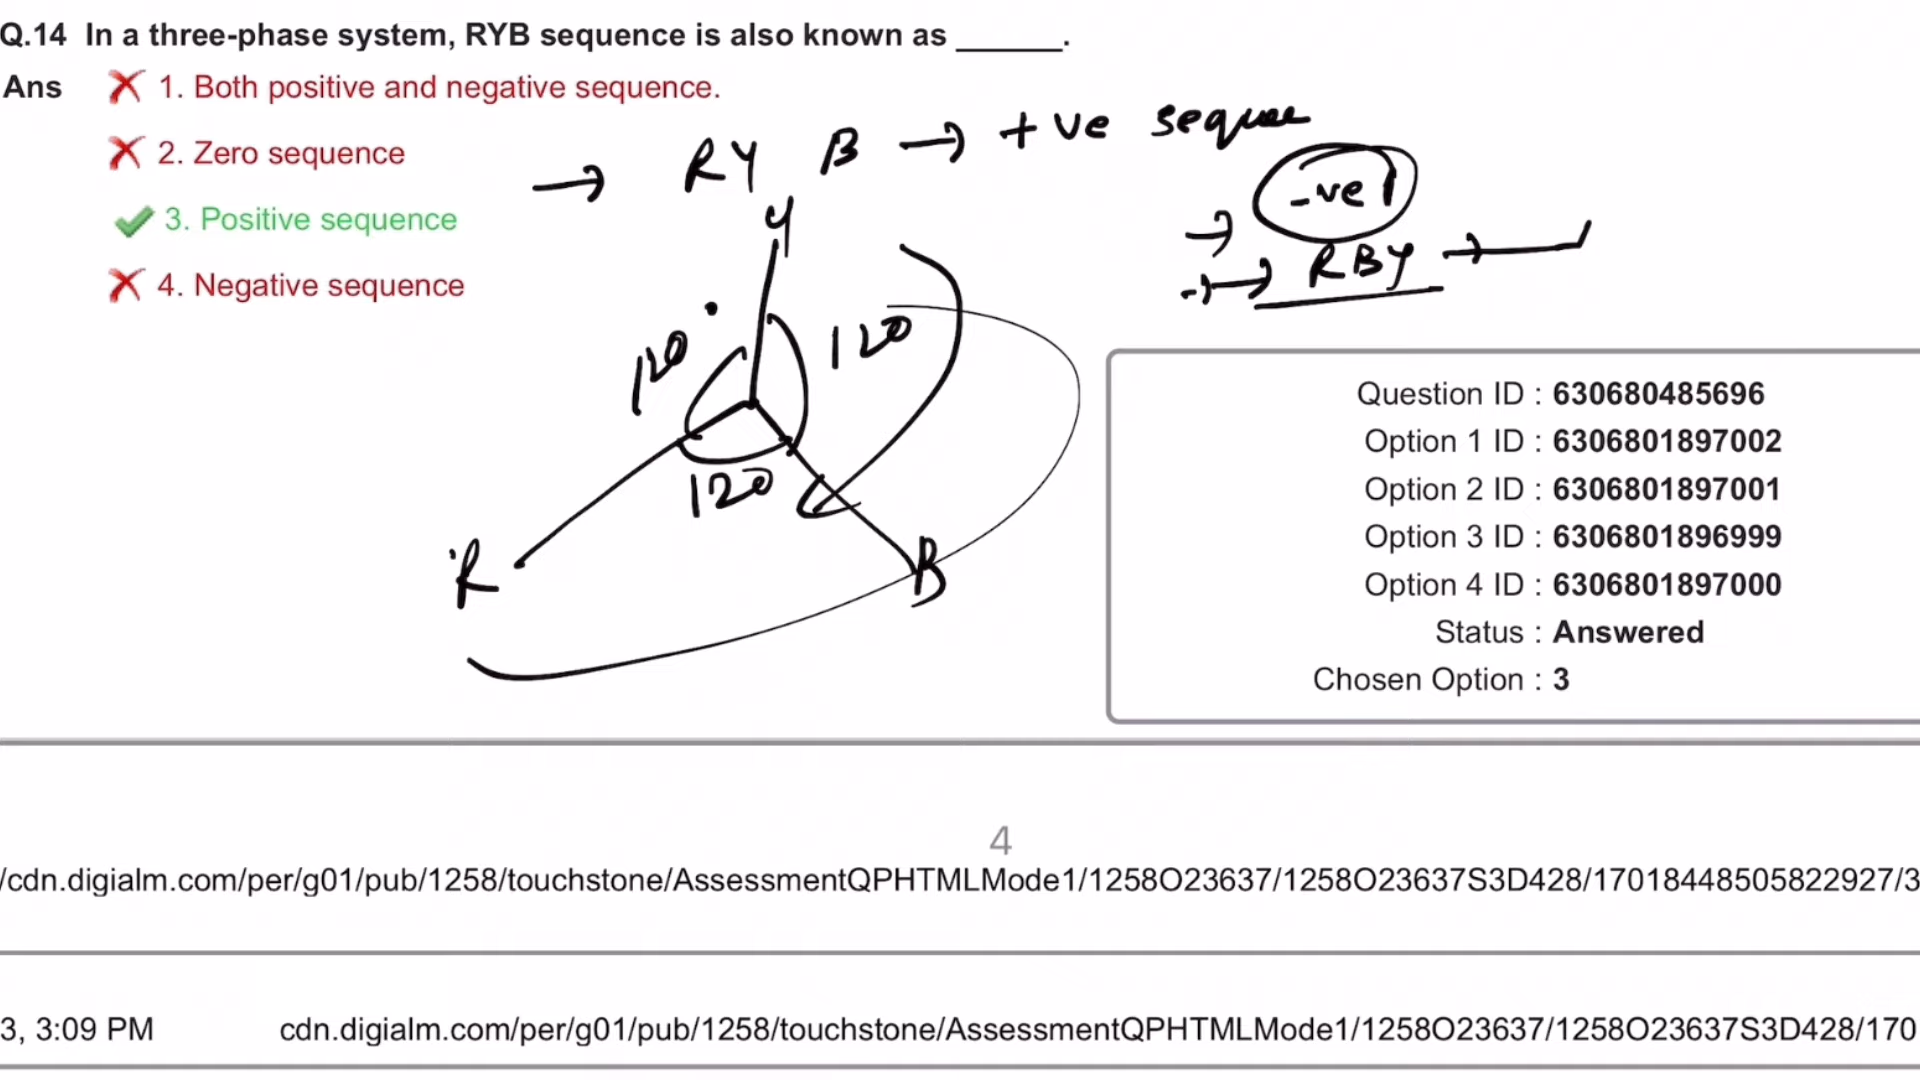 Q.14 In a three-phase system, RYB sequence is also known as ______.
Ans 1. Both positive and negative sequence.
2. Zero sequence
3. Positive sequence
4. Negative sequence
→ R Y B → +ve
-ve
→ RBY →
Y
120
120
120
R
B
Question ID : 630680485696
Option 1 ID : 6306801897002
Option 2 ID : 6306801897001
Option 3 ID : 6306801896999
Option 4 ID : 6306801897000
Status : Answered
Chosen Option : 3
4
/cdn.digialm.com/per/g01/pub/1258/touchstone/AssessmentQPHTMLMode1/1258O23637/1258O23637S3D428/17018448505822927/3
3, 3:09 PM cdn.digialm.com/per/g01/pub/1258/touchstone/AssessmentQPHTMLMode1/1258O23637/1258O23637S3D428/170